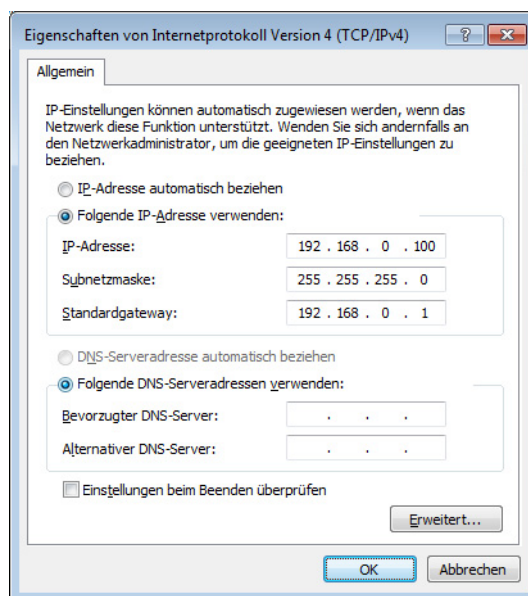 Eigenschaften von Internetprotokoll Version 4 (TCP/IPv4)
Allgemein
IP-Einstellungen können automatisch zugewiesen werden, wenn das
Netzwerk diese Funktion unterstützt. Wenden Sie sich andernfalls an
den Netzwerkadministrator, um die geeigneten IP-Einstellungen zu
beziehen.
IP-Adresse automatisch beziehen
Folgende IP-Adresse verwenden:
IP-Adresse: 192 . 168 . 0 . 100
Subnetzmaske: 255 . 255 . 255 . 0
Standardgateway: 192 . 168 . 0 . 1
DNS-Serveradresse automatisch beziehen
Folgende DNS-Serveradressen verwenden:
Bevorzugter DNS-Server: . . .
Alternativer DNS-Server: . . .
Einstellungen beim Beenden überprüfen
Erweitert...
OK Abbrechen